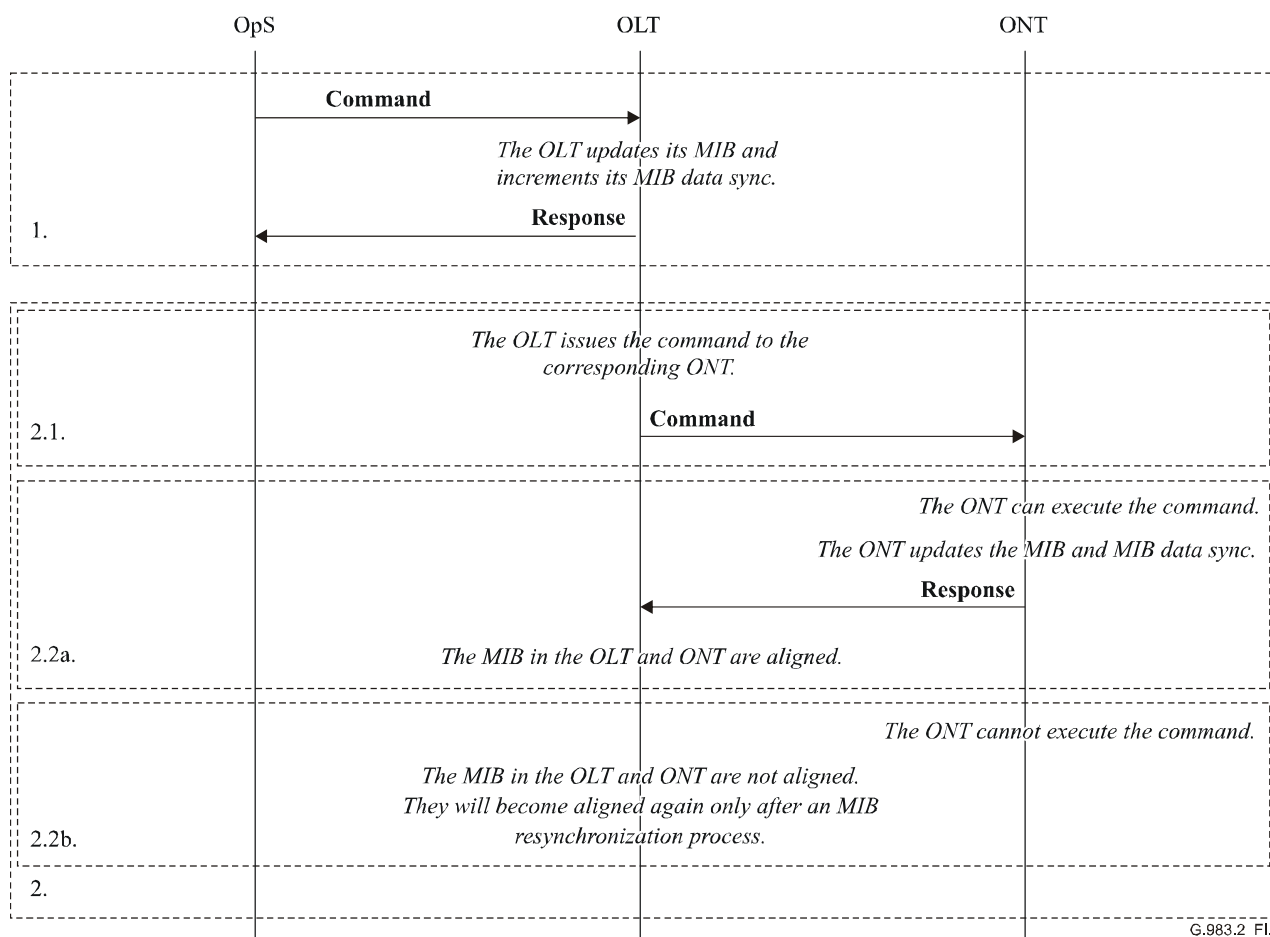 OpS OLT ONT
Command
The OLT updates its MIB and
increments its MIB data sync.
Response
1.
The OLT issues the command to the
corresponding ONT.
Command
2.1.
The ONT can execute the command.
The ONT updates the MIB and MIB data sync.
Response
2.2a.
The MIB in the OLT and ONT are aligned.
The ONT cannot execute the command.
The MIB in the OLT and ONT are not aligned.
They will become aligned again only after an MIB
resynchronization process.
2.2b.
2.
G.983.2_FI.